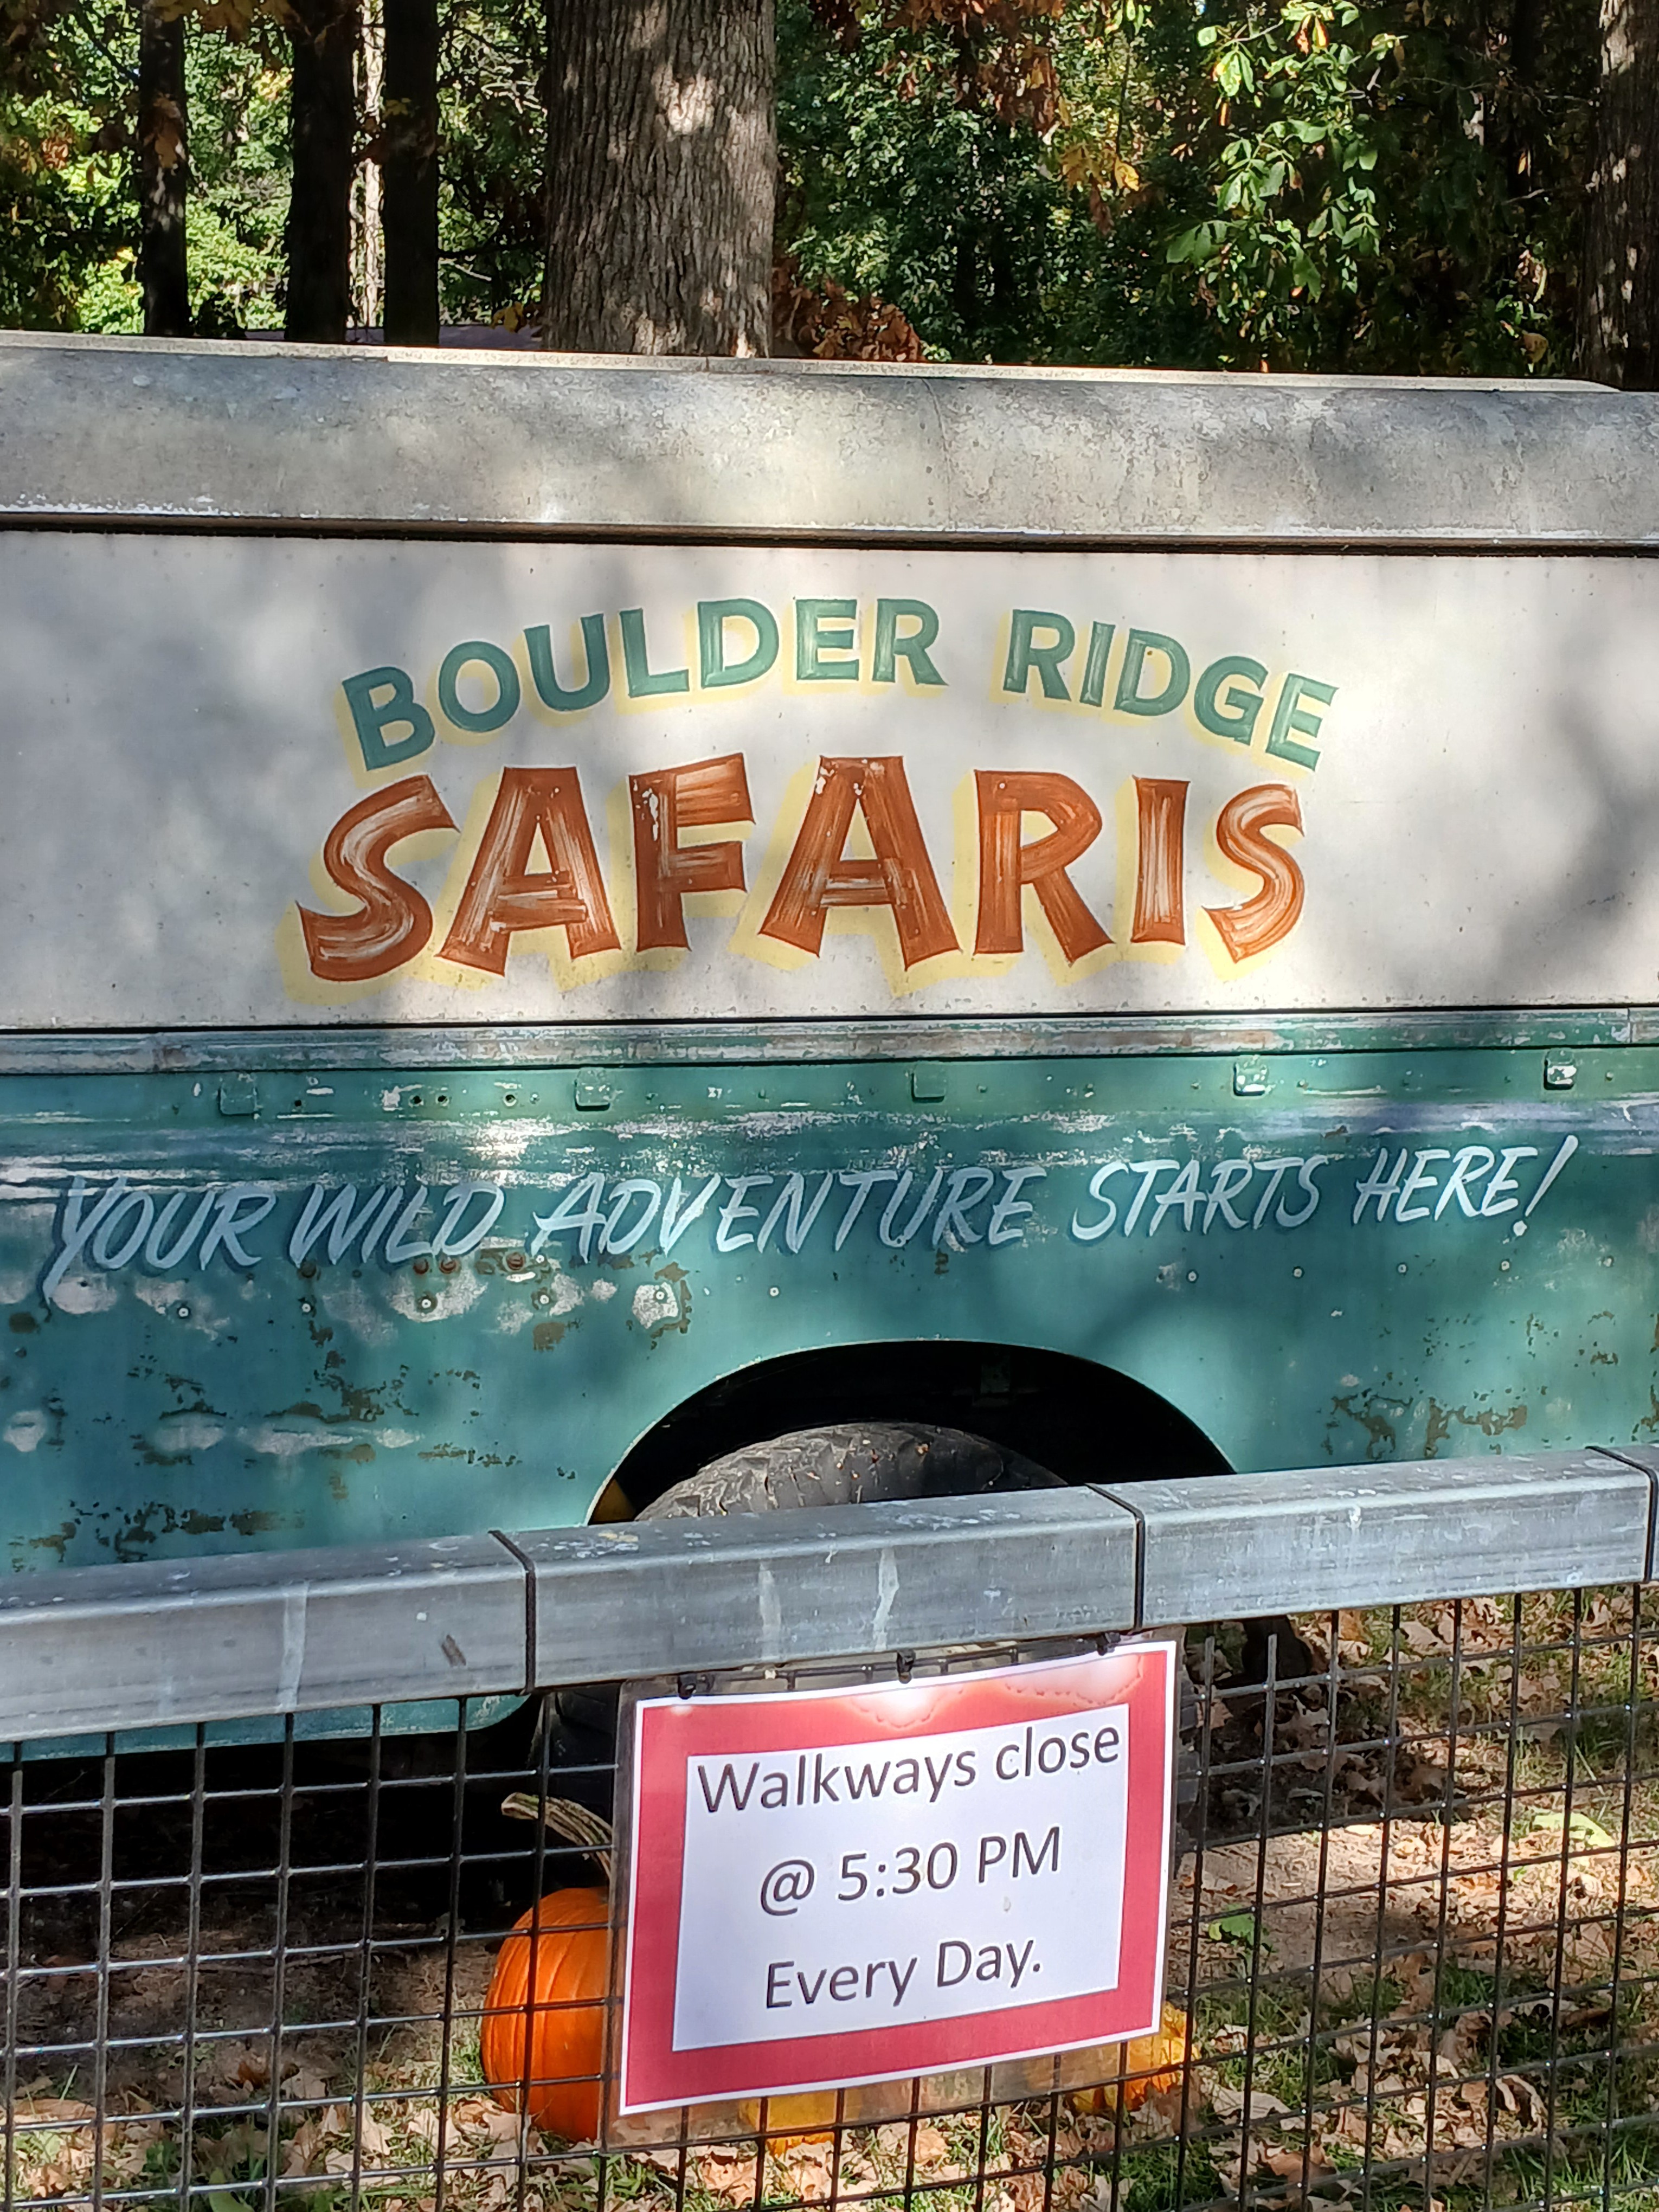 BOULDER RIDGE
SAFARIS
YOUR WILD ADVENTURE STARTS HERE!
Walkways close
@ 5:30 PM
Every Day.